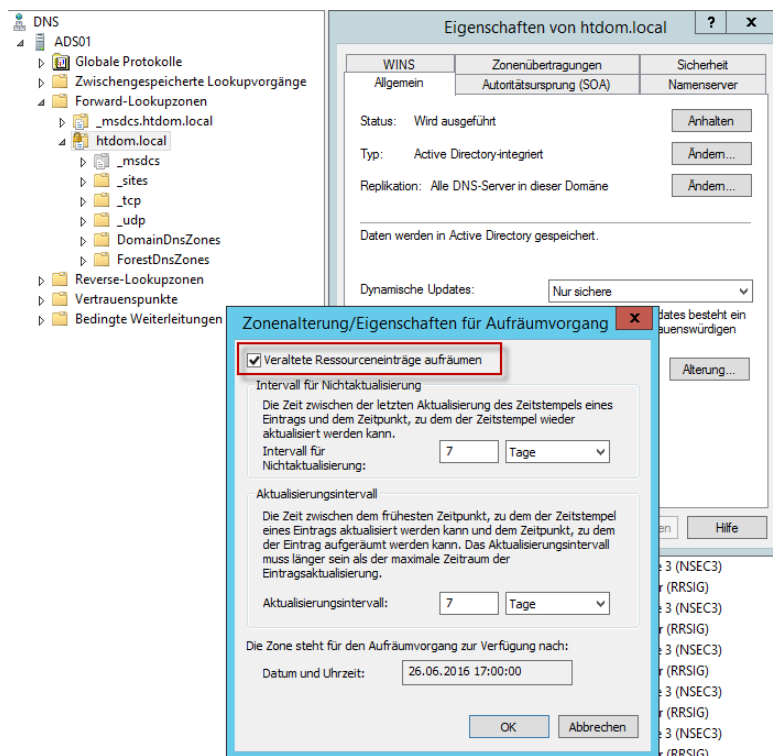 DNS
ADS01
Globale Protokolle
Zwischengespeicherte Lookupvorgänge
Forward-Lookupzonen
_msdcs.htdom.local
htdom.local
_msdcs
_sites
_tcp
_udp
DomainDnsZones
ForestDnsZones
Reverse-Lookupzonen
Vertrauenspunkte
Bedingte Weiterleitungen
Eigenschaften von htdom.local
? x
WINS Zonenübertragungen Sicherheit
Allgemein Autoritätsursprung (SOA) Namenserver
Status: Wird ausgeführt Anhalten
Typ: Active Directory-integriert Ändern...
Replikation: Alle DNS-Server in dieser Domäne Ändern...
Daten werden in Active Directory gespeichert.
Dynamische Updates: Nur sichere
dates besteht ein
auenswürdigen
Alterung...
en Hilfe
Zonenalterung/Eigenschaften für Aufräumvorgang x
Veraltete Ressourceneinträge aufräumen
Intervall für Nichtaktualisierung
Die Zeit zwischen der letzten Aktualisierung des Zeitstempels eines
Eintrags und dem Zeitpunkt, zu dem der Zeitstempel wieder
aktualisiert werden kann.
Intervall für
Nichtaktualisierung: 7 Tage
Aktualisierungsintervall
Die Zeit zwischen dem frühesten Zeitpunkt, zu dem der Zeitstempel
eines Eintrags aktualisiert werden kann und dem Zeitpunkt, zu dem
der Eintrag aufgeräumt werden kann. Das Aktualisierungsintervall
muss länger sein als der maximale Zeitraum der
Eintragsaktualisierung.
Aktualisierungsintervall: 7 Tage
Die Zone steht für den Aufräumvorgang zur Verfügung nach:
Datum und Uhrzeit: 26.06.2016 17:00:00
OK Abbrechen
e 3 (NSEC3)
r (RRSIG)
e 3 (NSEC3)
r (RRSIG)
e 3 (NSEC3)
r (RRSIG)
e 3 (NSEC3)
r (RRSIG)
e 3 (NSEC3)
r (RRSIG)